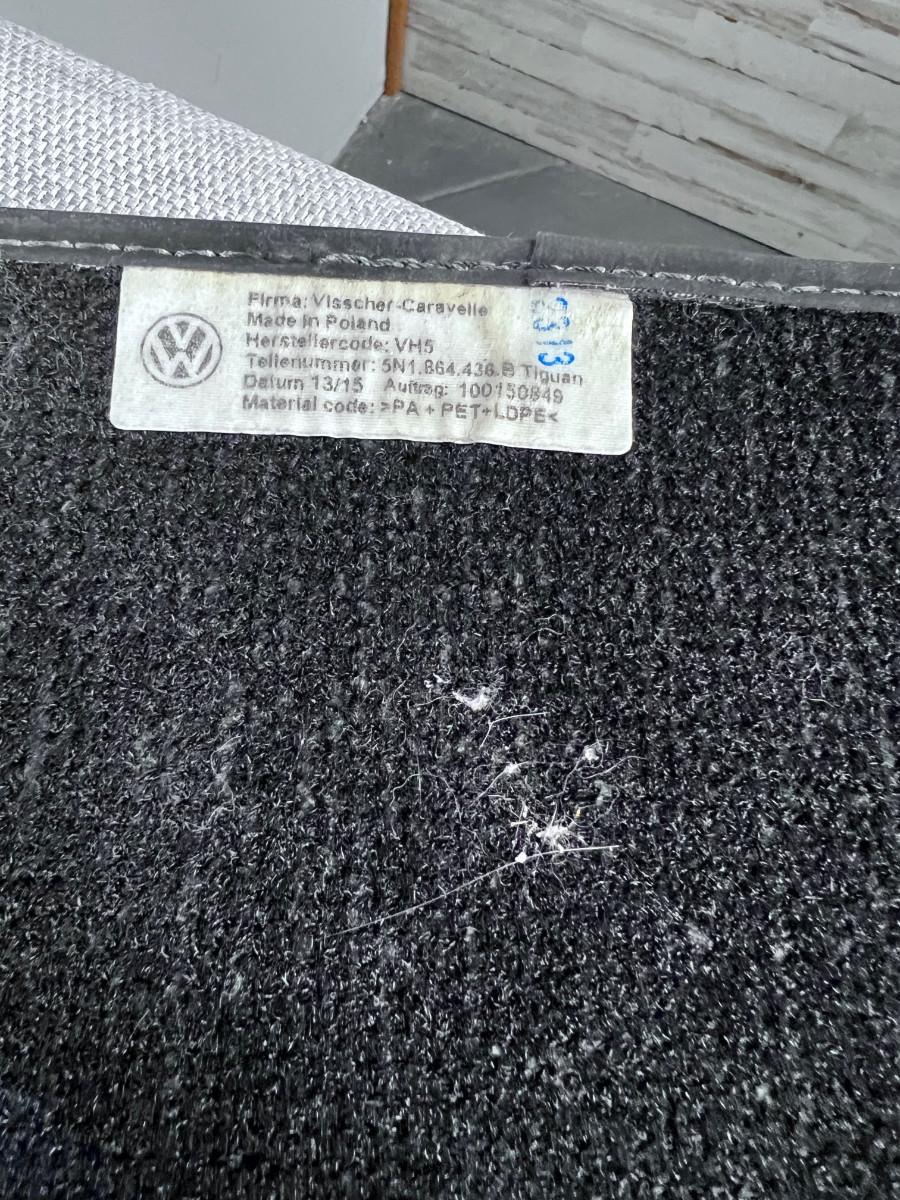 Firma: Visscher-Caravelle
Made in Poland
Herstellercode: VH5
Teilenummer: 5N1.864.436.B Tiguan
Datum 13/15 Auftrag: 100150849
Material code: >PA + PET+LDPE<